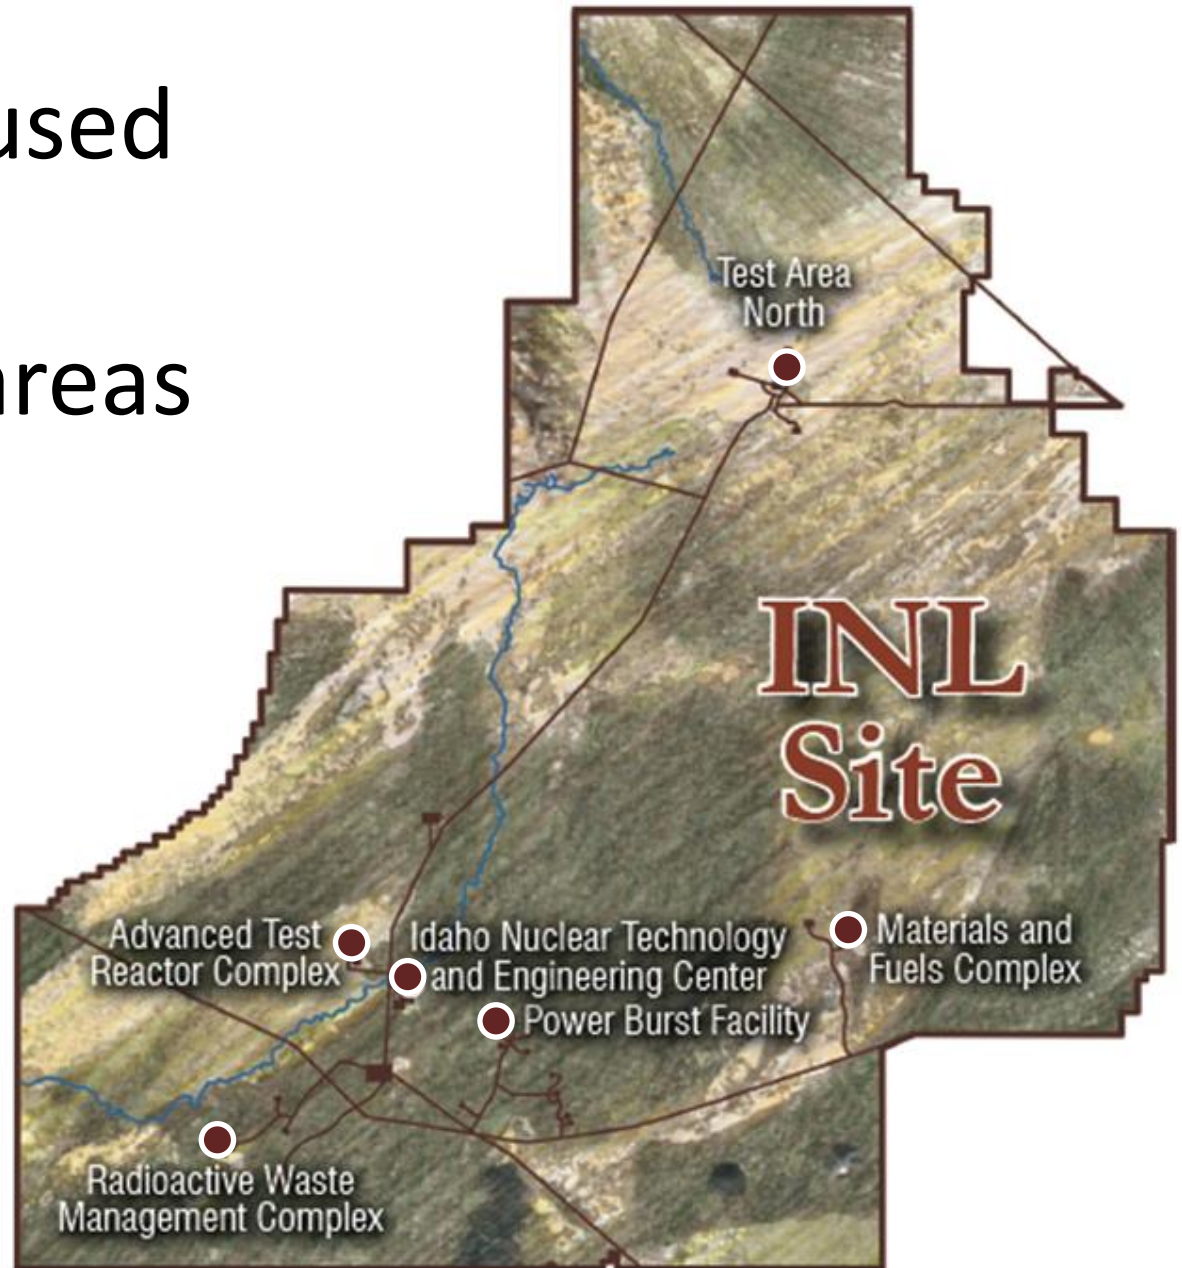 used
areas
Test Area
North
INL
Site
Advanced Test
Reactor Complex
Idaho Nuclear Technology
and Engineering Center
Power Burst Facility
Materials and
Fuels Complex
Radioactive Waste
Management Complex